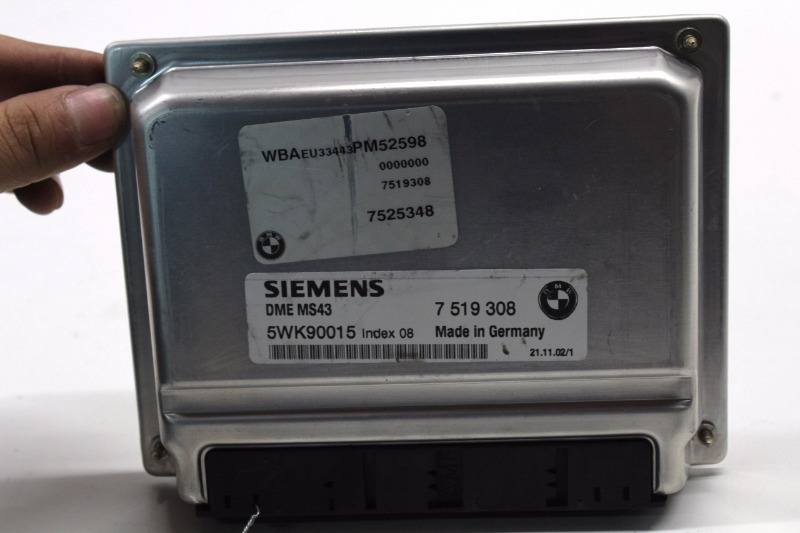 WBAEU33443PM52598
0000000
7519308
7525348
SIEMENS
DME MS43 7 519 308
5WK90015 Index 08 Made in Germany
21.11.02/1